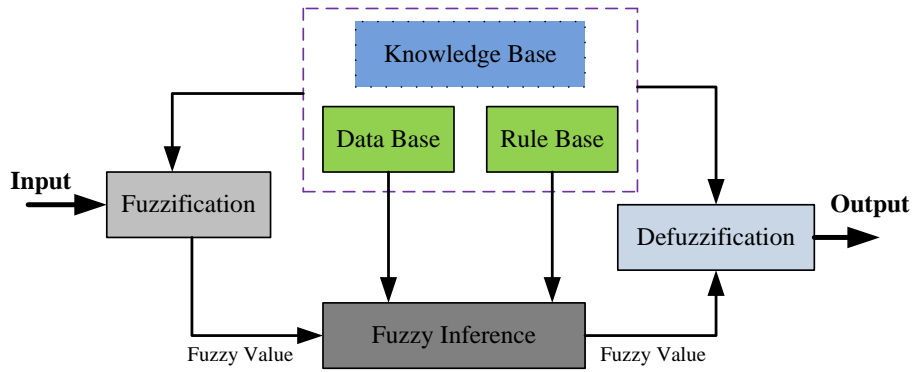 Knowledge Base
Data Base
Rule Base
Input
Fuzzification
Output
Defuzzification
Fuzzy Inference
Fuzzy Value
Fuzzy Value